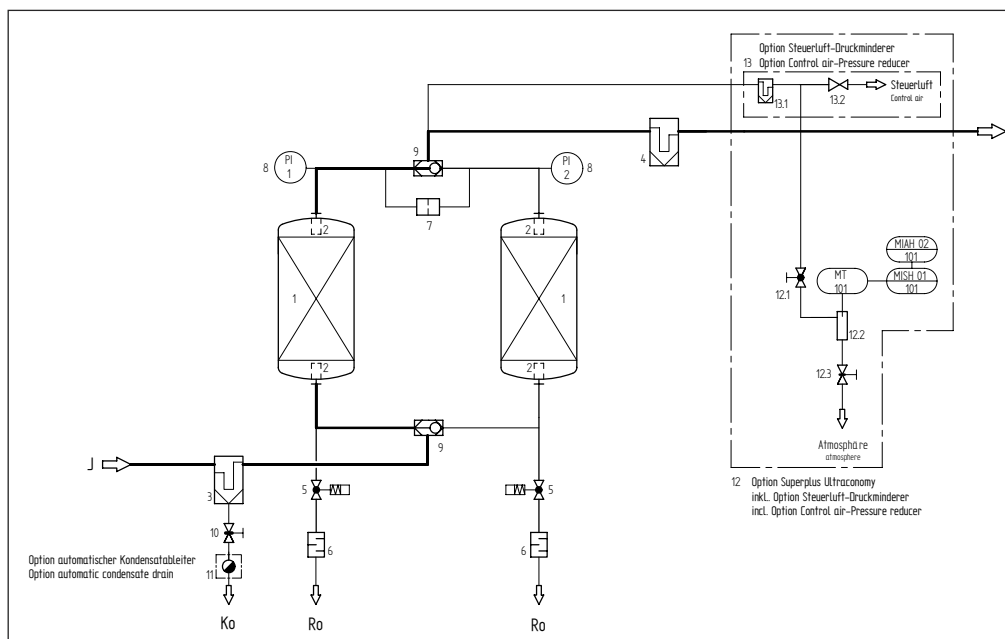 Option Steuerluft-Druckminderer
13 Option Control air-Pressure reducer
13.1
13.2
Steuerluft
Control air
9
4
8
PI
1
PI
2
8
7
2
2
1
1
2
2
MIAH 02
101
MT
101
MISH 01
101
12.1
12.2
12.3
Atmosphäre
atmosphere
9
J
3
5
5
12 Option Superplus Ultraconomy
inkl. Option Steuerluft-Druckminderer
incl. Option Control air-Pressure reducer
10
6
6
Option automatischer Kondensatableiter
Option automatic condensate drain
11
Ko
Ro
Ro